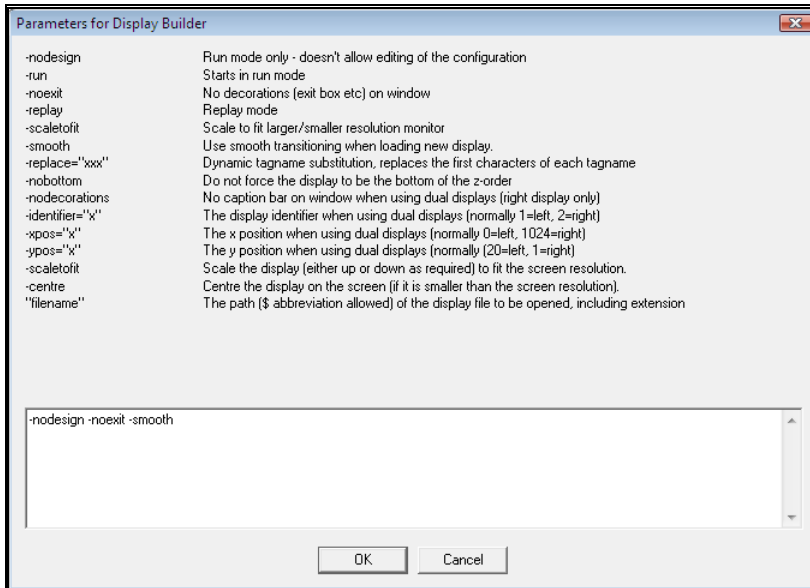 Parameters for Display Builder
-nodesign Run mode only - doesn't allow editing of the configuration
-run Starts in run mode
-noexit No decorations (exit box etc) on window
-replay Replay mode
-scaletofit Scale to fit larger/smaller resolution monitor
-smooth Use smooth transitioning when loading new display.
-replace="xxx" Dynamic tagname substitution, replaces the first characters of each tagname
-nobottom Do not force the display to be the bottom of the z-order
-nodecorations No caption bar on window when using dual displays (right display only)
-identifier="x" The display identifier when using dual displays (normally 1=left, 2=right)
-xpos="x" The x position when using dual displays (normally 0=left, 1024=right)
-ypos="x" The y position when using dual displays (normally (20=left, 1=right)
-scaletofit Scale the display (either up or down as required) to fit the screen resolution.
-centre Centre the display on the screen (if it is smaller than the screen resolution).
"filename" The path ($ abbreviation allowed) of the display file to be opened, including extension
-nodesign -noexit -smooth
OK Cancel